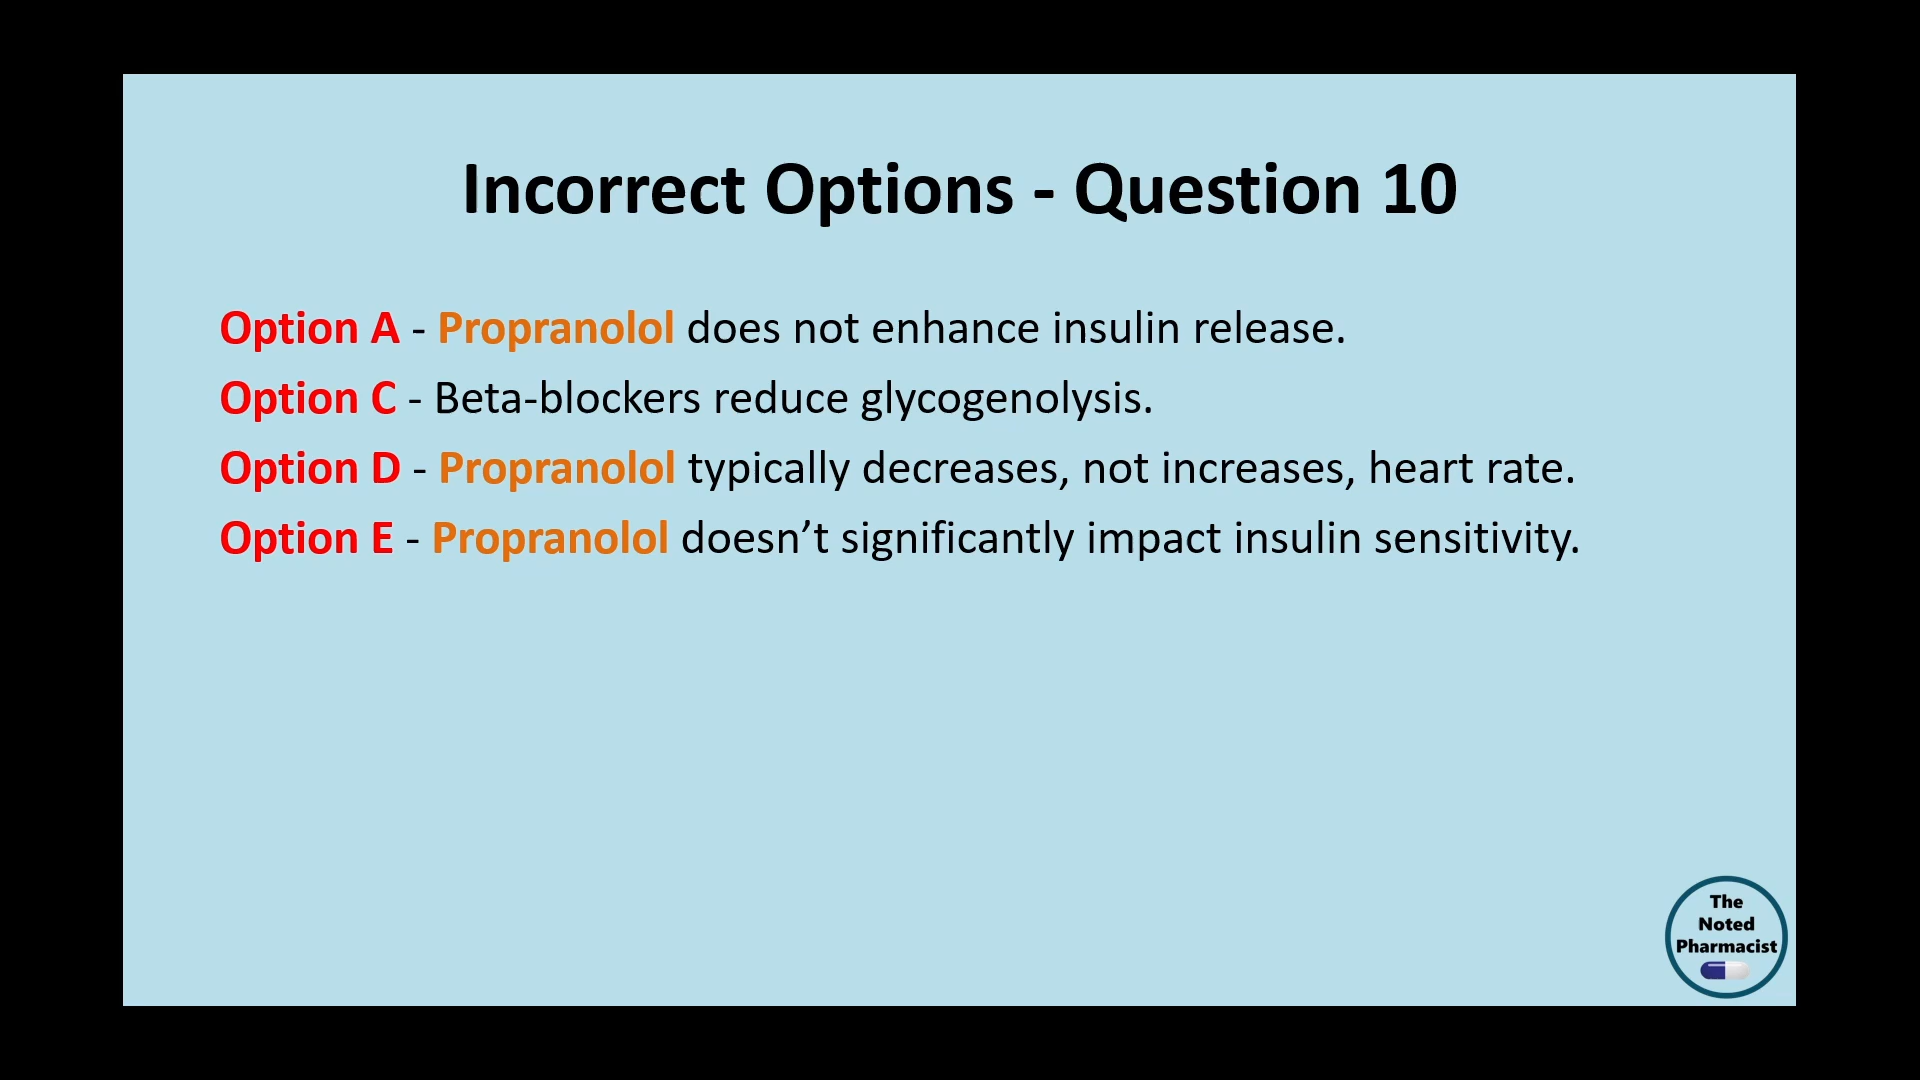 Incorrect Options - Question 10
Option A - Propranolol does not enhance insulin release.
Option C - Beta-blockers reduce glycogenolysis.
Option D - Propranolol typically decreases, not increases, heart rate.
Option E - Propranolol doesn’t significantly impact insulin sensitivity.
The
Noted
Pharmacist